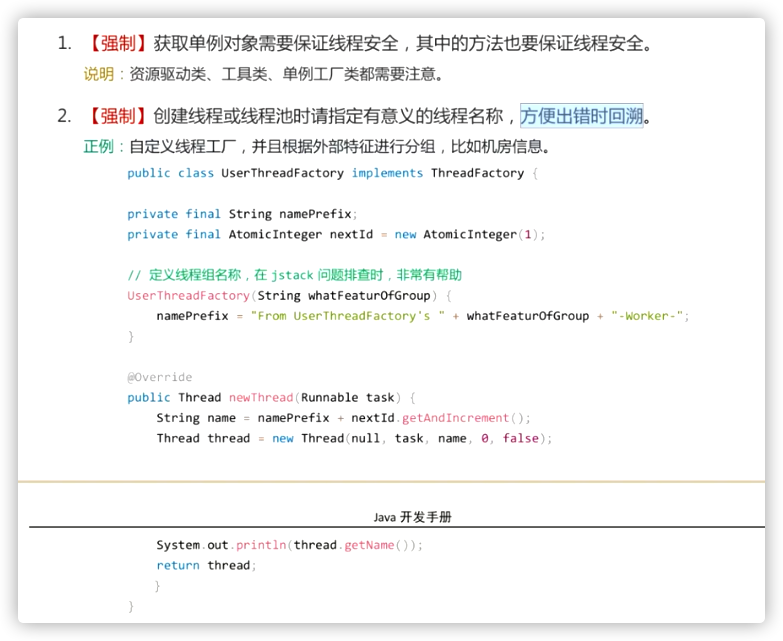 1. 【强制】获取单例对象需要保证线程安全，其中的方法也要保证线程安全。
说明：资源驱动类、工具类、单例工厂类都需要注意。
2. 【强制】创建线程或线程池时请指定有意义的线程名称，方便出错时回溯。
正例：自定义线程工厂，并且根据外部特征进行分组，比如机房信息。
public class UserThreadFactory implements ThreadFactory {
private final String namePrefix;
private final AtomicInteger nextId = new AtomicInteger(1);
// 定义线程组名称，在 jstack 问题排查时，非常有帮助
UserThreadFactory(String whatFeaturOfGroup) {
namePrefix = "From UserThreadFactory's " + whatFeaturOfGroup + "-Worker-";
}
@Override
public Thread newThread(Runnable task) {
String name = namePrefix + nextId.getAndIncrement();
Thread thread = new Thread(null, task, name, 0, false);
Java 开发手册
System.out.println(thread.getName());
return thread;
}
}